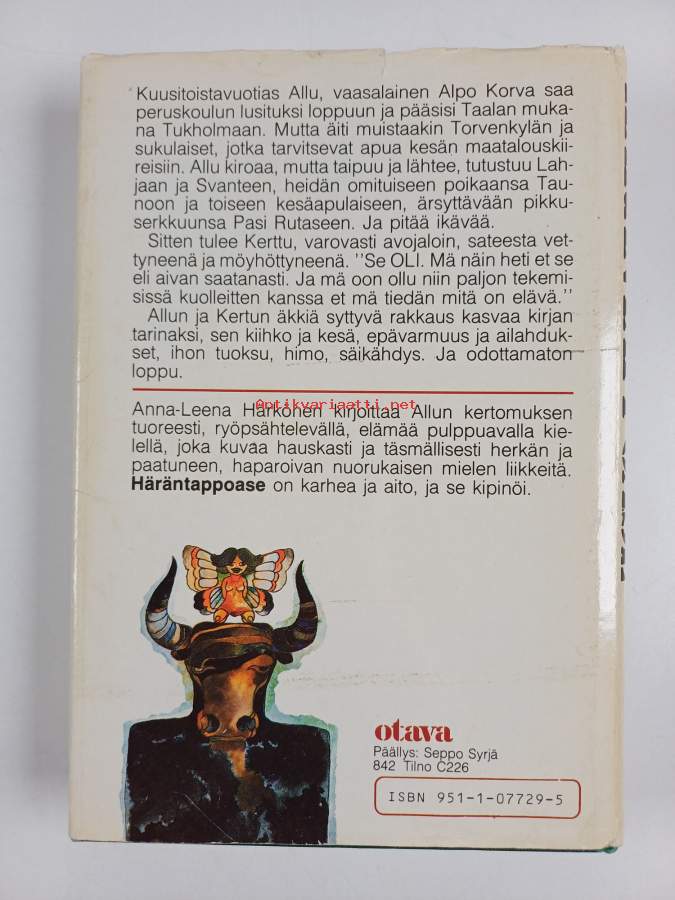 Kuusitoistavuotias Allu, vaasalainen Alpo Korva saa
peruskoulun lusituksi loppuun ja pääsisi Taalan muka-
na Tukholmaan. Mutta äiti muistaakin Torvenkylän ja
sukulaiset, jotka tarvitsevat apua kesän maatalouskii-
reisiin. Allu kiroaa, mutta taipuu ja lähtee, tutustuu Lah-
jaan ja Svanteen, heidän omituiseen poikaansa Tau-
noon ja toiseen kesäapulaiseen, ärsyttävään pikku-
serkkuunsa Pasi Rutaseen. Ja pitää ikävää.
Sitten tulee Kerttu, varovasti avojaloin, sateesta vet-
tyneenä ja möyhöttyneenä. ''Se OLI. Mä näin heti et se
eli aivan saatanasti. Ja mä oon ollu niin paljon tekemi-
sissä kuolleitten kanssa et mä tiedän mitä on elävä.''
Allun ja Kertun äkkiä syttyvä rakkaus kasvaa kirjan
tarinaksi, sen kiihko ja kesä, epävarmuus ja ailahduk-
set, ihon tuoksu, himo, säikähdys. Ja odottamaton
loppu.
Antikvariaatti.net
Anna-Leena Härkönen kirjoittaa Allun kertomuksen
tuoreesti, ryöpsähtelevällä, elämää pulppuavalla kie-
lellä, joka kuvaa hauskasti ja täsmällisesti herkän ja
paatuneen, haparoivan nuorukaisen mielen liikkeitä.
Häräntappoase on karhea ja aito, ja se kipinöi.
otava
Päällys: Seppo Syrjä
842 Tilno C226
ISBN 951-1-07729-5